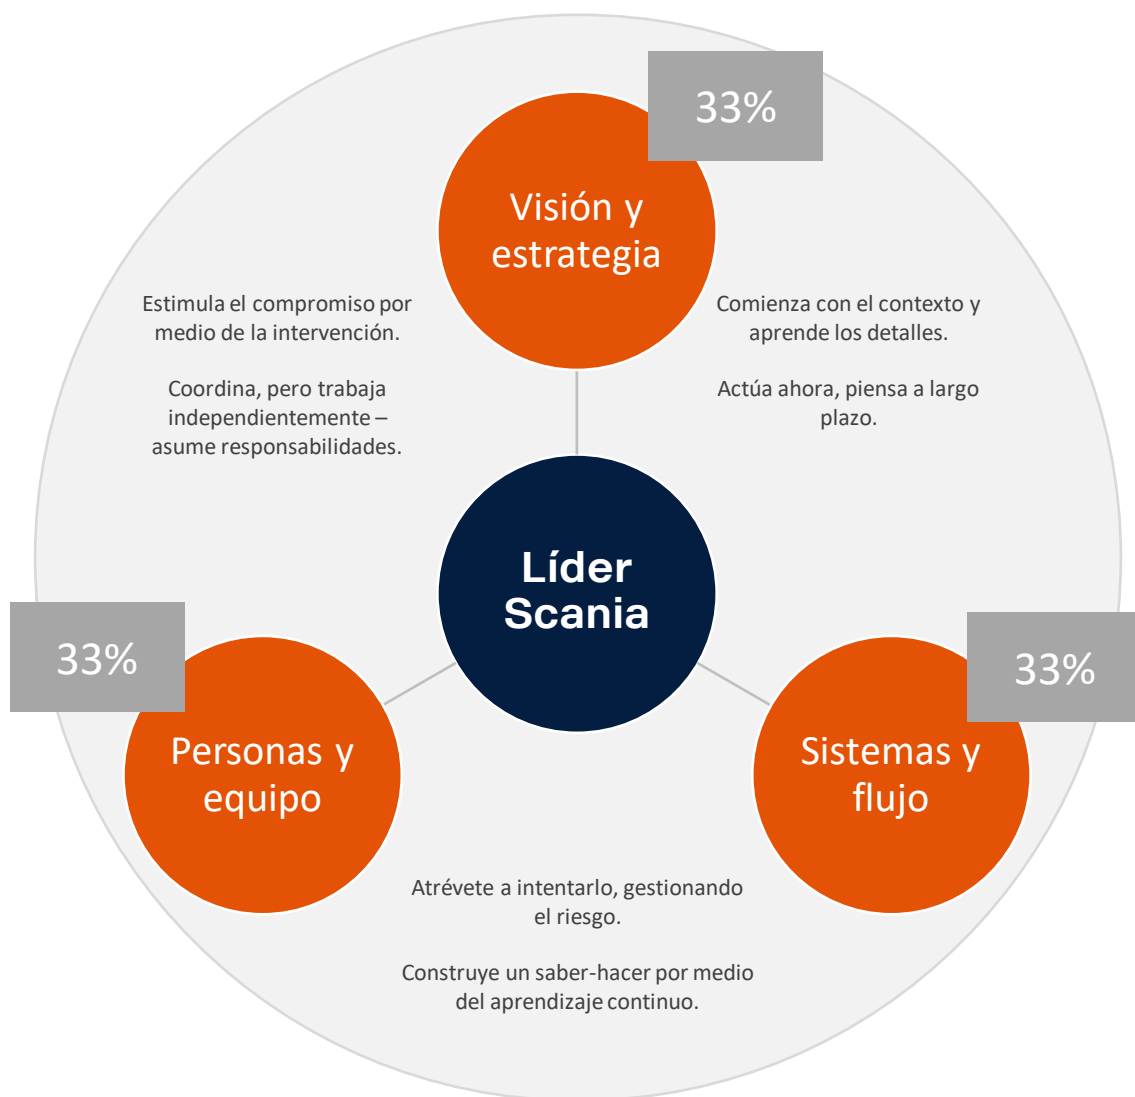 33%
Visión y
estrategia
Estimula el compromiso por
medio de la intervención.
Coordina, pero trabaja
independientemente –
asume responsabilidades.
Comienza con el contexto y
aprende los detalles.
Actúa ahora, piensa a largo
plazo.
Líder
Scania
33%
Personas y
equipo
33%
Sistemas y
flujo
Atrévete a intentarlo, gestionando
el riesgo.
Construye un saber-hacer por medio
del aprendizaje continuo.